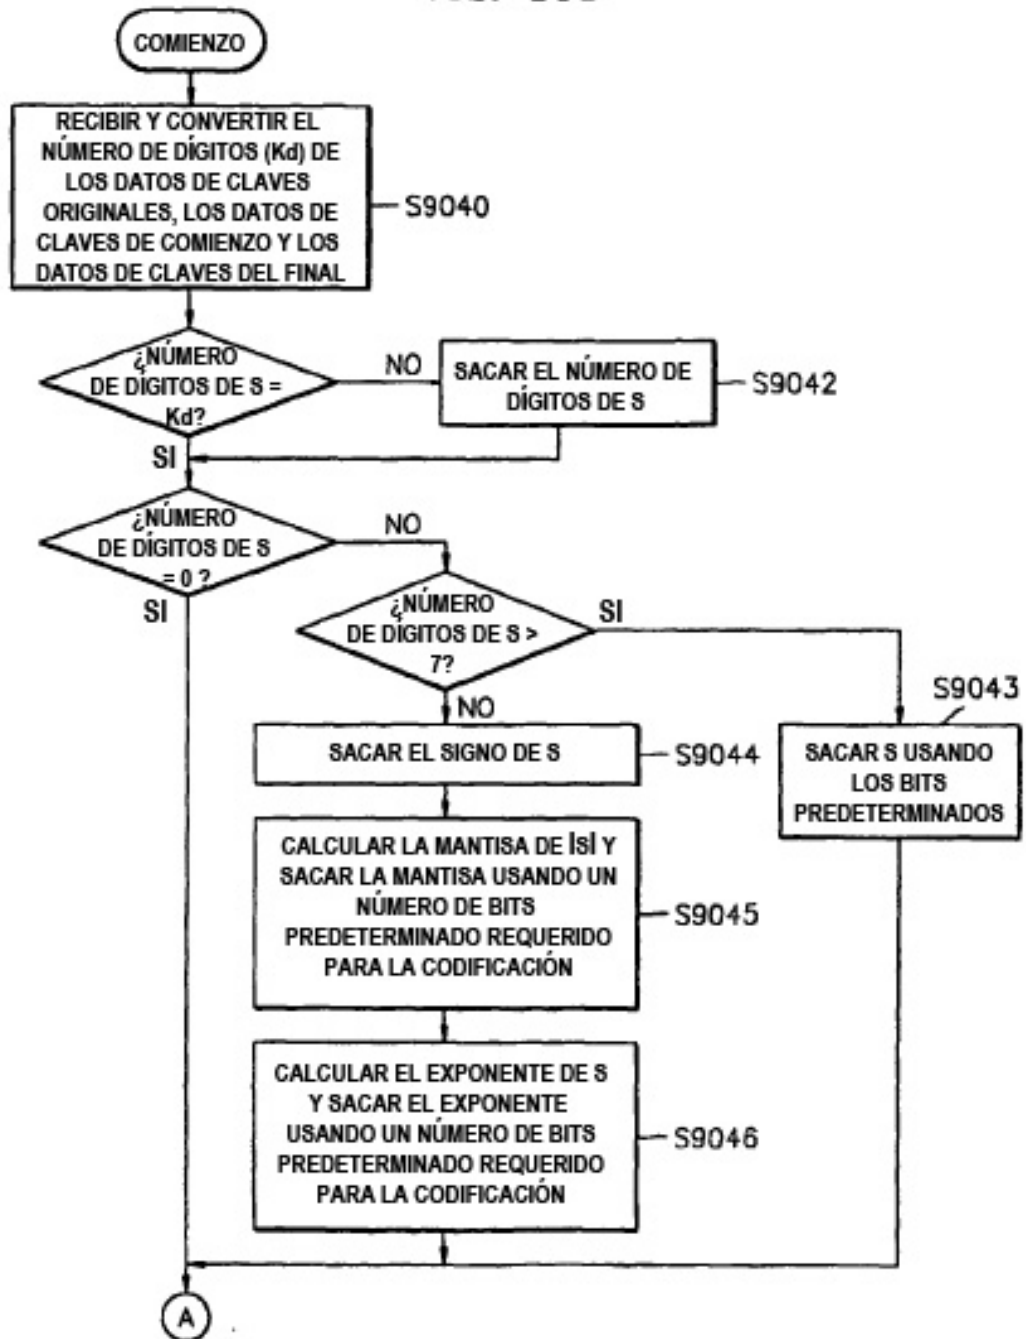 COMIENZO
RECIBIR Y CONVERTIR EL
NÚMERO DE DÍGITOS (Kd) DE
LOS DATOS DE CLAVES
ORIGINALES, LOS DATOS DE
CLAVES DE COMIENZO Y LOS
DATOS DE CLAVES DEL FINAL
S9040
¿NÚMERO
DE DÍGITOS DE S =
Kd?
NO
SACAR EL NÚMERO DE
DÍGITOS DE S
S9042
SI
¿NÚMERO
DE DÍGITOS DE S
= 0 ?
NO
SI
¿NÚMERO
DE DÍGITOS DE S >
7?
SI
NO
S9043
SACAR S USANDO
LOS BITS
PREDETERMINADOS
SACAR EL SIGNO DE S
S9044
CALCULAR LA MANTISA DE ÍSÍ Y
SACAR LA MANTISA USANDO UN
NÚMERO DE BITS
PREDETERMINADO REQUERIDO
PARA LA CODIFICACIÓN
S9045
CALCULAR EL EXPONENTE DE S
Y SACAR EL EXPONENTE
USANDO UN NÚMERO DE BITS
PREDETERMINADO REQUERIDO
PARA LA CODIFICACIÓN
S9046
A